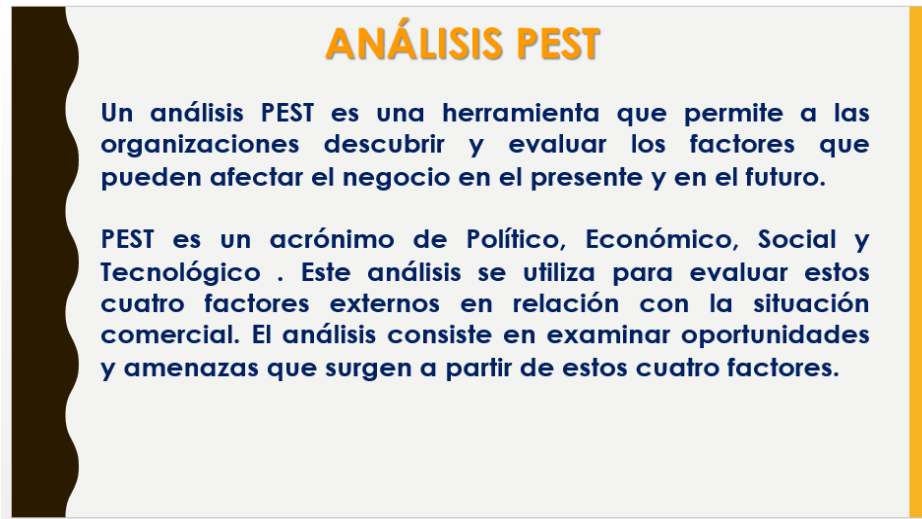 ANÁLISIS PEST
Un análisis PEST es una herramienta que permite a las
organizaciones descubrir y evaluar los factores que
pueden afectar el negocio en el presente y en el futuro.
PEST es un acrónimo de Político, Económico, Social y
Tecnológico . Este análisis se utiliza para evaluar estos
cuatro factores externos en relación con la situación
comercial. El análisis consiste en examinar oportunidades
y amenazas que surgen a partir de estos cuatro factores.